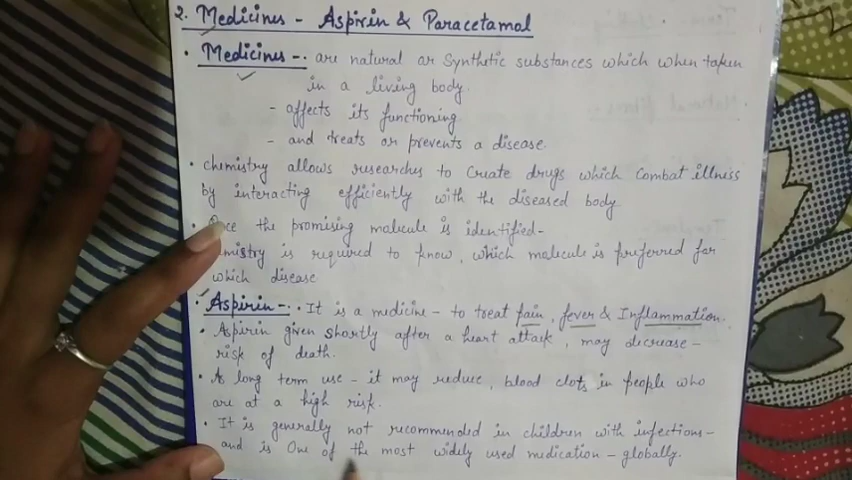 2. Medicines - Aspirin & Paracetamol
• Medicines -. are natural or Synthetic substances which when taken
in a living body.
- affects its functioning
- and treats or prevents a disease.
• chemistry allows researches to Create drugs which Combat illness
by interacting efficiently with the diseased body
• the promising molecule is identified-
is required to know, which molecule is preferred for
which disease
• Aspirin -. • It is a medicine - to treat pain, fever & Inflammation.
• Aspirin given shortly after a heart attack, may decrease -
risk of death.
• A long term use - it may reduce, blood clots in people who
are at a high risk.
• It is generally not recommended in children with infections -
and is One of the most widely used medication - globally.